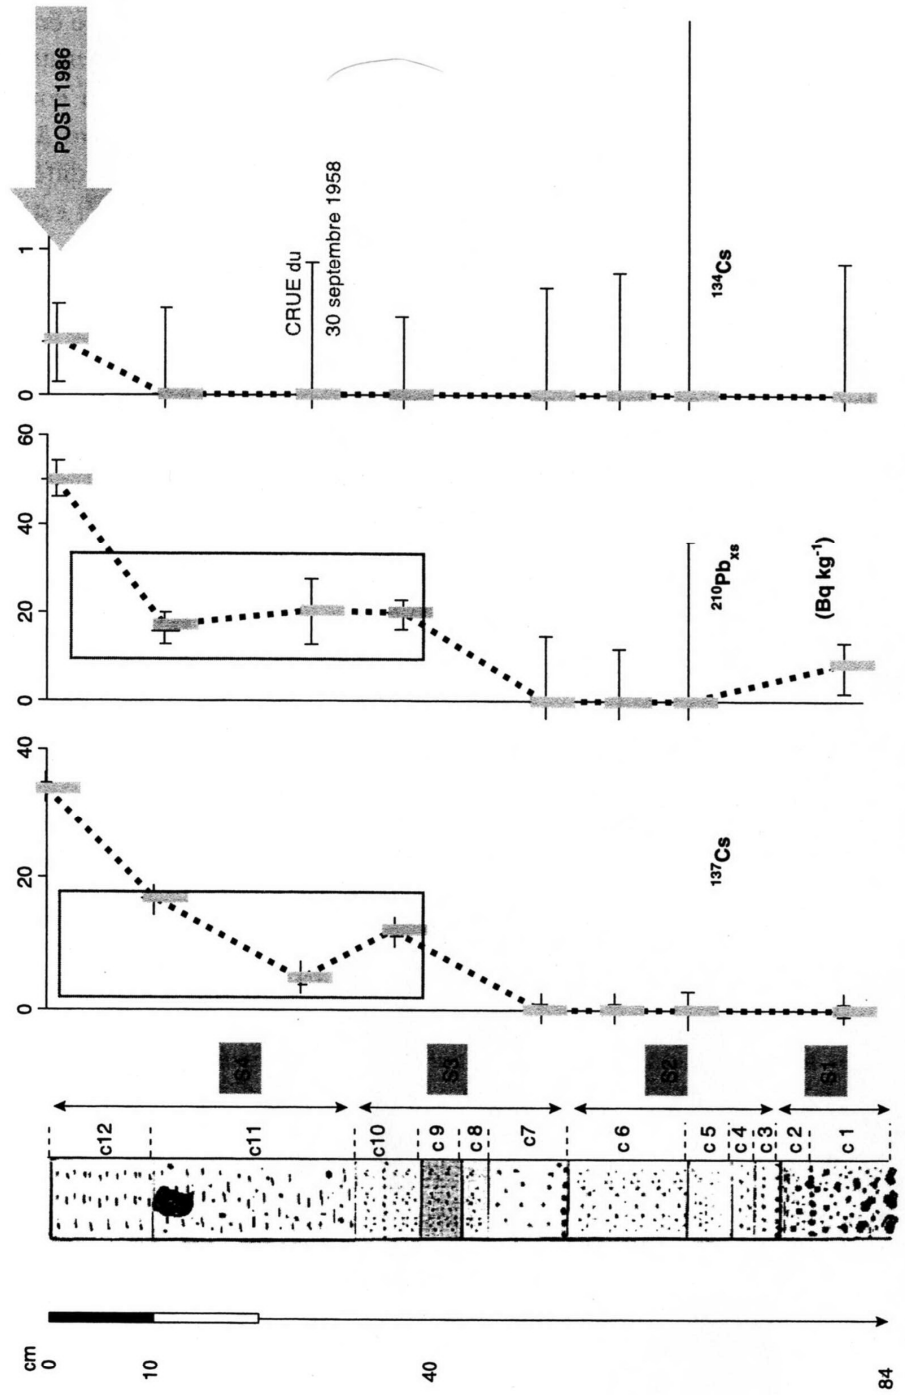 cm
0
10
40
84
c12
c11
c10
c 9
c 8
c7
c 6
c 5
c 4
c 3
c 2
c 1
S4
S3
S2
S1
0
20
40
¹³⁷Cs
0
20
40
60
²¹⁰Pbₓₛ
(Bq kg⁻¹)
0
1
¹³⁴Cs
CRUE du
30 septembre 1958
POST 1986